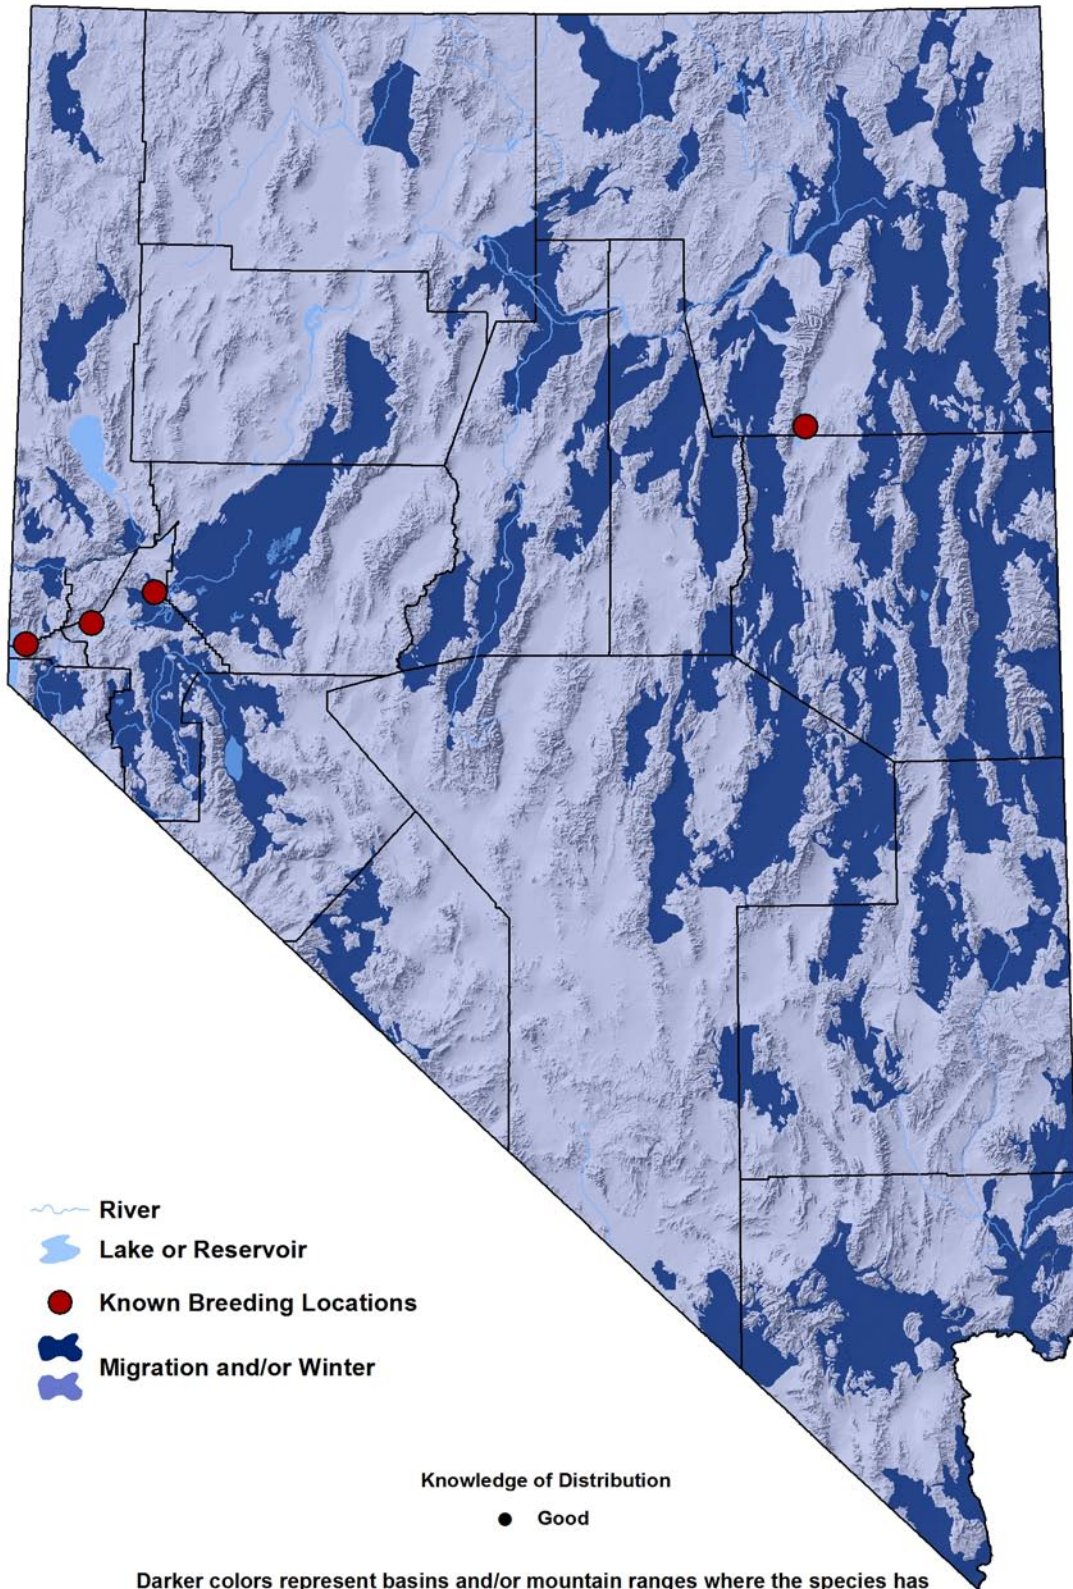 River
Lake or Reservoir
Known Breeding Locations
Migration and/or Winter
Knowledge of Distribution
Good
Darker colors represent basins and/or mountain ranges where the species has